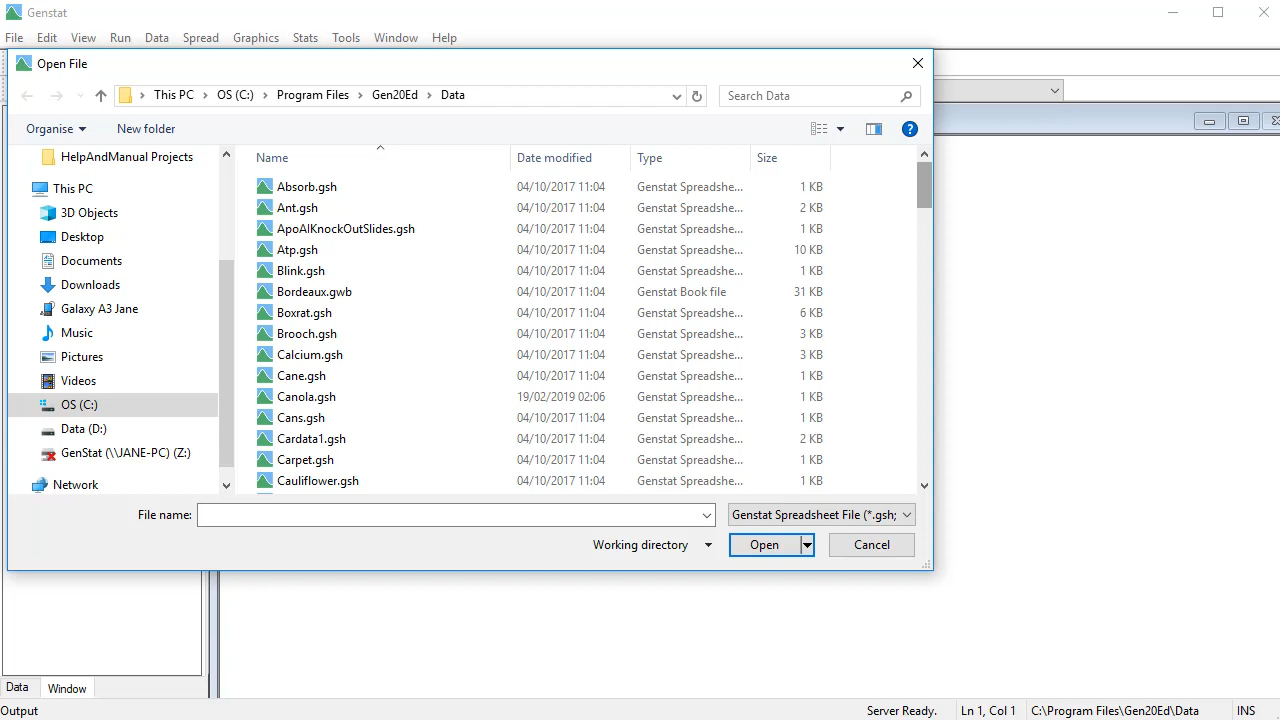 Genstat
File Edit View Run Data Spread Graphics Stats Tools Window Help
Open File
This PC OS (C:) Program Files Gen20Ed Data
Search Data
Organise New folder
HelpAndManual Projects
This PC
3D Objects
Desktop
Documents
Downloads
Galaxy A3 Jane
Music
Pictures
Videos
OS (C:)
Data (D:)
GenStat (\\JANE-PC) (Z:)
Network
Name Date modified Type Size
Absorb.gsh 04/10/2017 11:04 Genstat Spreadshe... 1 KB
Ant.gsh 04/10/2017 11:04 Genstat Spreadshe... 2 KB
ApoAIKnockOutSlides.gsh 04/10/2017 11:04 Genstat Spreadshe... 1 KB
Atp.gsh 04/10/2017 11:04 Genstat Spreadshe... 10 KB
Blink.gsh 04/10/2017 11:04 Genstat Spreadshe... 1 KB
Bordeaux.gwb 04/10/2017 11:04 Genstat Book file 31 KB
Boxrat.gsh 04/10/2017 11:04 Genstat Spreadshe... 6 KB
Brooch.gsh 04/10/2017 11:04 Genstat Spreadshe... 3 KB
Calcium.gsh 04/10/2017 11:04 Genstat Spreadshe... 3 KB
Cane.gsh 04/10/2017 11:04 Genstat Spreadshe... 1 KB
Canola.gsh 19/02/2019 02:06 Genstat Spreadshe... 1 KB
Cans.gsh 04/10/2017 11:04 Genstat Spreadshe... 1 KB
Cardata1.gsh 04/10/2017 11:04 Genstat Spreadshe... 2 KB
Carpet.gsh 04/10/2017 11:04 Genstat Spreadshe... 1 KB
Cauliflower.gsh 04/10/2017 11:04 Genstat Spreadshe... 1 KB
File name: Genstat Spreadsheet File (*.gsh;
Working directory Open Cancel
Data Window
Output Server Ready. Ln 1, Col 1 C:\Program Files\Gen20Ed\Data INS